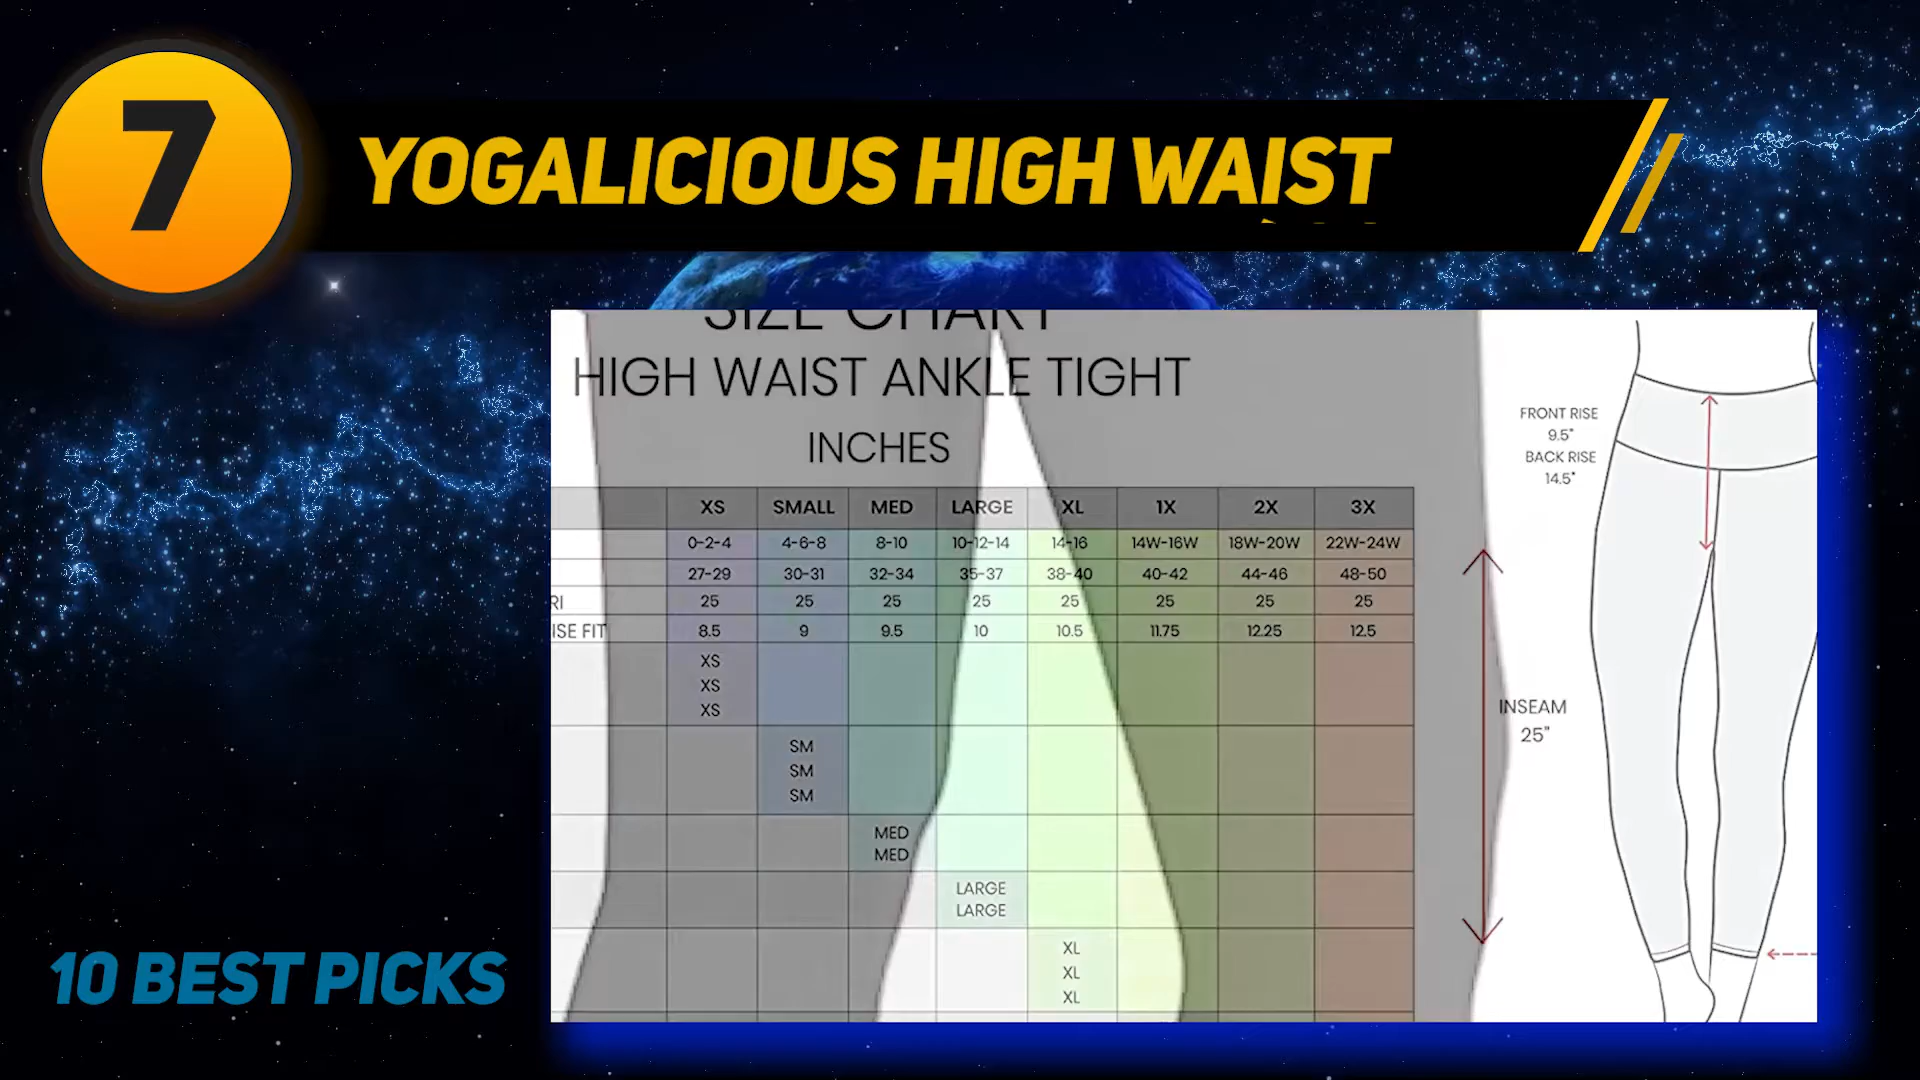 7
YOGALICIOUS HIGH WAIST
SIZE CHART
HIGH WAIST ANKLE TIGHT
INCHES
FRONT RISE
9.5"
BACK RISE
14.5"
XS SMALL MED LARGE XL 1X 2X 3X
0-2-4 4-6-8 8-10 10-12-14 14-16 14W-16W 18W-20W 22W-24W
27-29 30-31 32-34 35-37 38-40 40-42 44-46 48-50
25 25 25 25 25 25 25 25
FIT 8.5 9 9.5 10 10.5 11.75 12.25 12.5
XS
XS
XS
SM
SM
SM
MED
MED
LARGE
LARGE
XL
XL
XL
INSEAM
25"
10 BEST PICKS